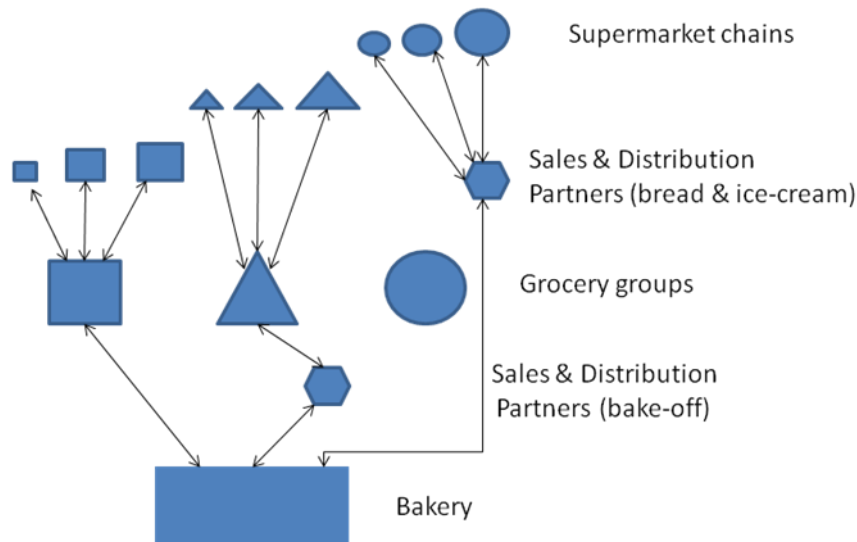 Supermarket chains
Sales & Distribution
Partners (bread & ice-cream)
Grocery groups
Sales & Distribution
Partners (bake-off)
Bakery